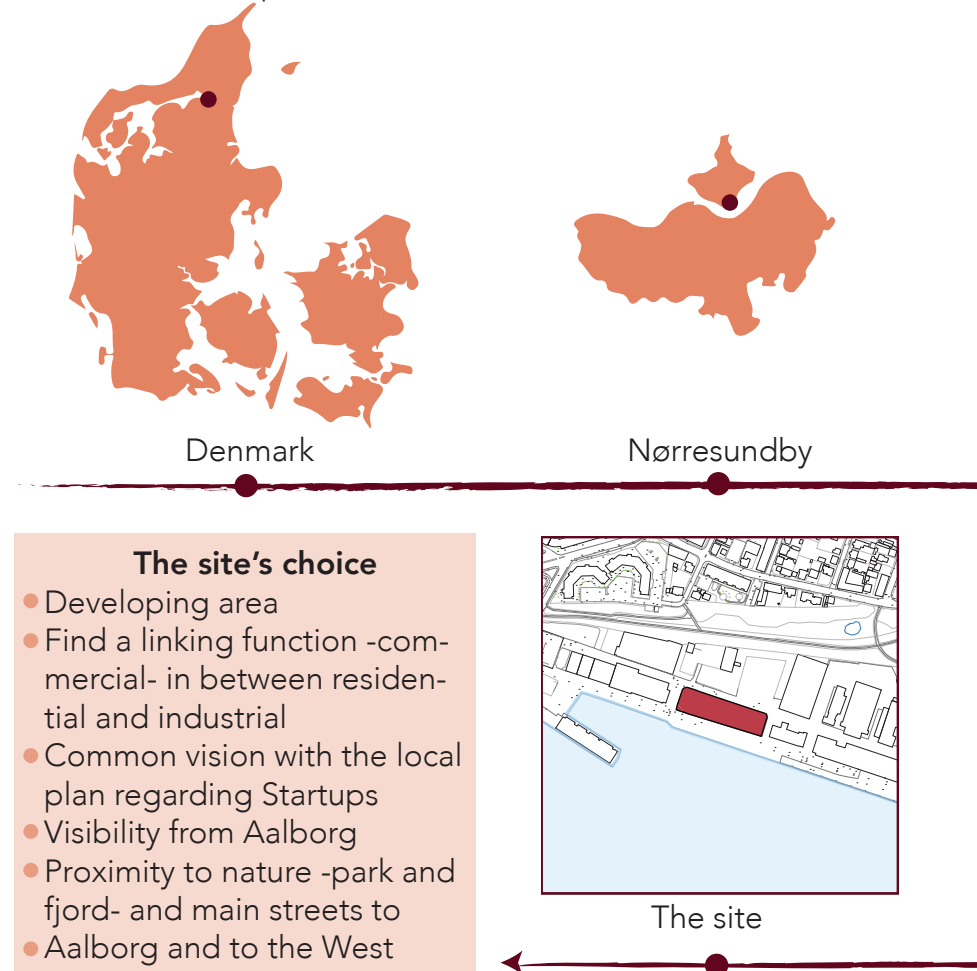 Denmark
Nørresundby
The site's choice
Developing area
Find a linking function -com-
mercial- in between residen-
tial and industrial
Common vision with the local
plan regarding Startups
Visibility from Aalborg
Proximity to nature -park and
fjord- and main streets to
Aalborg and to the West
The site